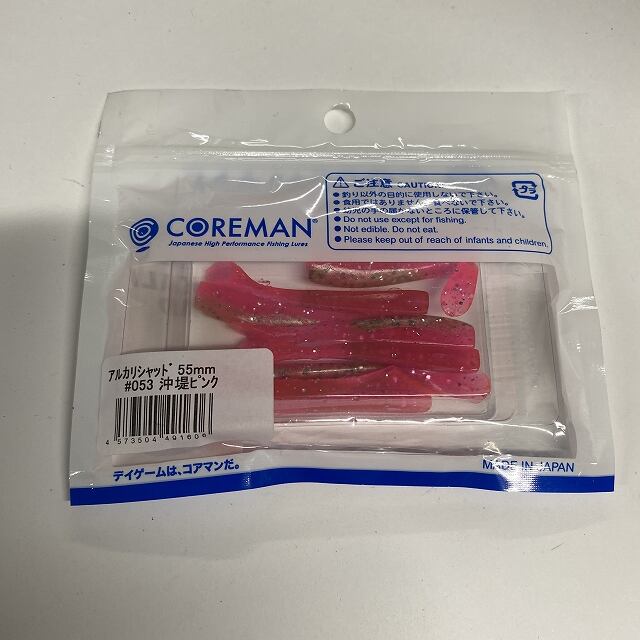 ⚠ ご注意 CAUTION!
●釣り以外の目的に使用しないで下さい。
●食用ではありません。食べないで下さい。
●幼児の手の届かないところに保管して下さい。
●Do not use except for fishing.
●Not edible. Do not eat.
●Please keep out of reach of infants and children.
プラ
COREMAN®
Japanese High Performance Fishing Lures
アルカリシャッド 55mm
#053 沖堤ピンク
4 573504 491606
デイゲームは、コアマンだ。
MADE IN JAPAN